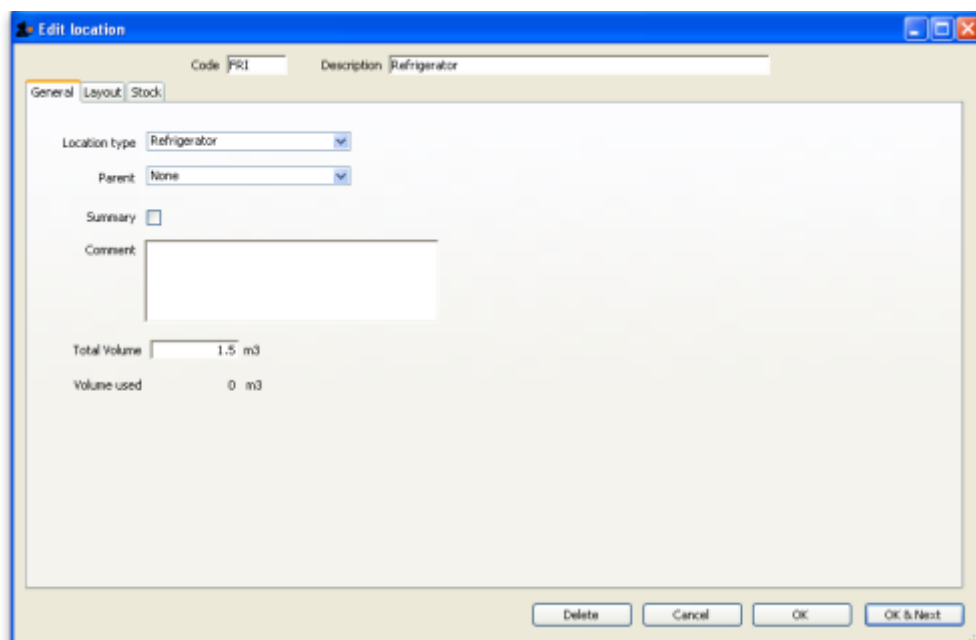 Edit location
Code FRI Description Refrigerator
General Layout Stock
Location type Refrigerator
Parent None
Summary
Comment
Total Volume 1.5 m3
Volume used 0 m3
Delete Cancel OK OK & Next